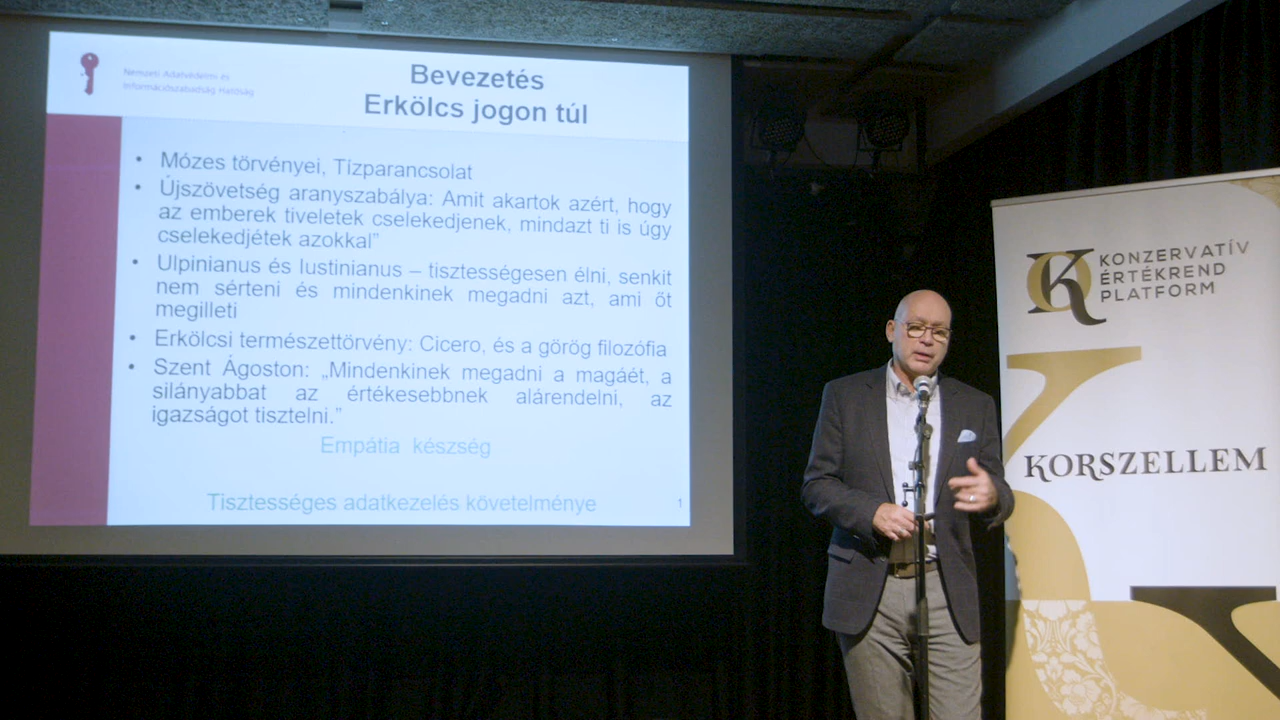 Nemzeti Adatvédelmi és
Információszabadság Hatóság
Bevezetés
Erkölcs jogon túl
• Mózes törvényei, Tízparancsolat
• Újszövetség aranyszabálya: Amit akartok azért, hogy
az emberek tiveletek cselekedjenek, mindazt ti is úgy
cselekedjétek azokkal”
• Ulpinianus és Iustinianus – tisztességesen élni, senkit
nem sérteni és mindenkinek megadni azt, ami őt
megilleti
• Erkölcsi természettörvény: Cicero, és a görög filozófia
• Szent Ágoston: „Mindenkinek megadni a magáét, a
silányabbat az értékesebbnek alárendelni, az
igazságot tisztelni.”
Empátia készség
Tisztességes adatkezelés követelménye
1
KONZERVATÍV
ÉRTÉKREND
PLATFORM
KORSZELLEM